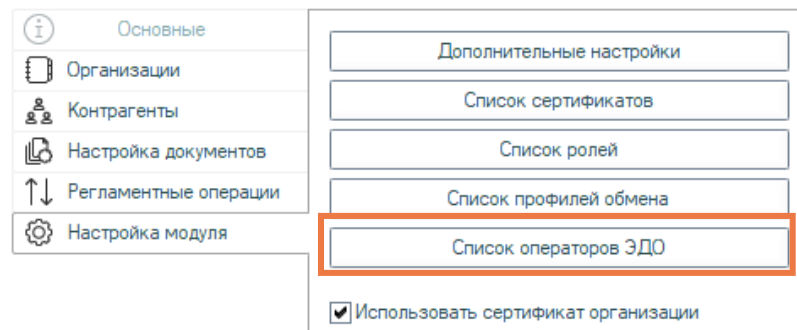 Основные
Организации
Контрагенты
Настройка документов
Регламентные операции
Настройка модуля
Дополнительные настройки
Список сертификатов
Список ролей
Список профилей обмена
Список операторов ЭДО
Использовать сертификат организации